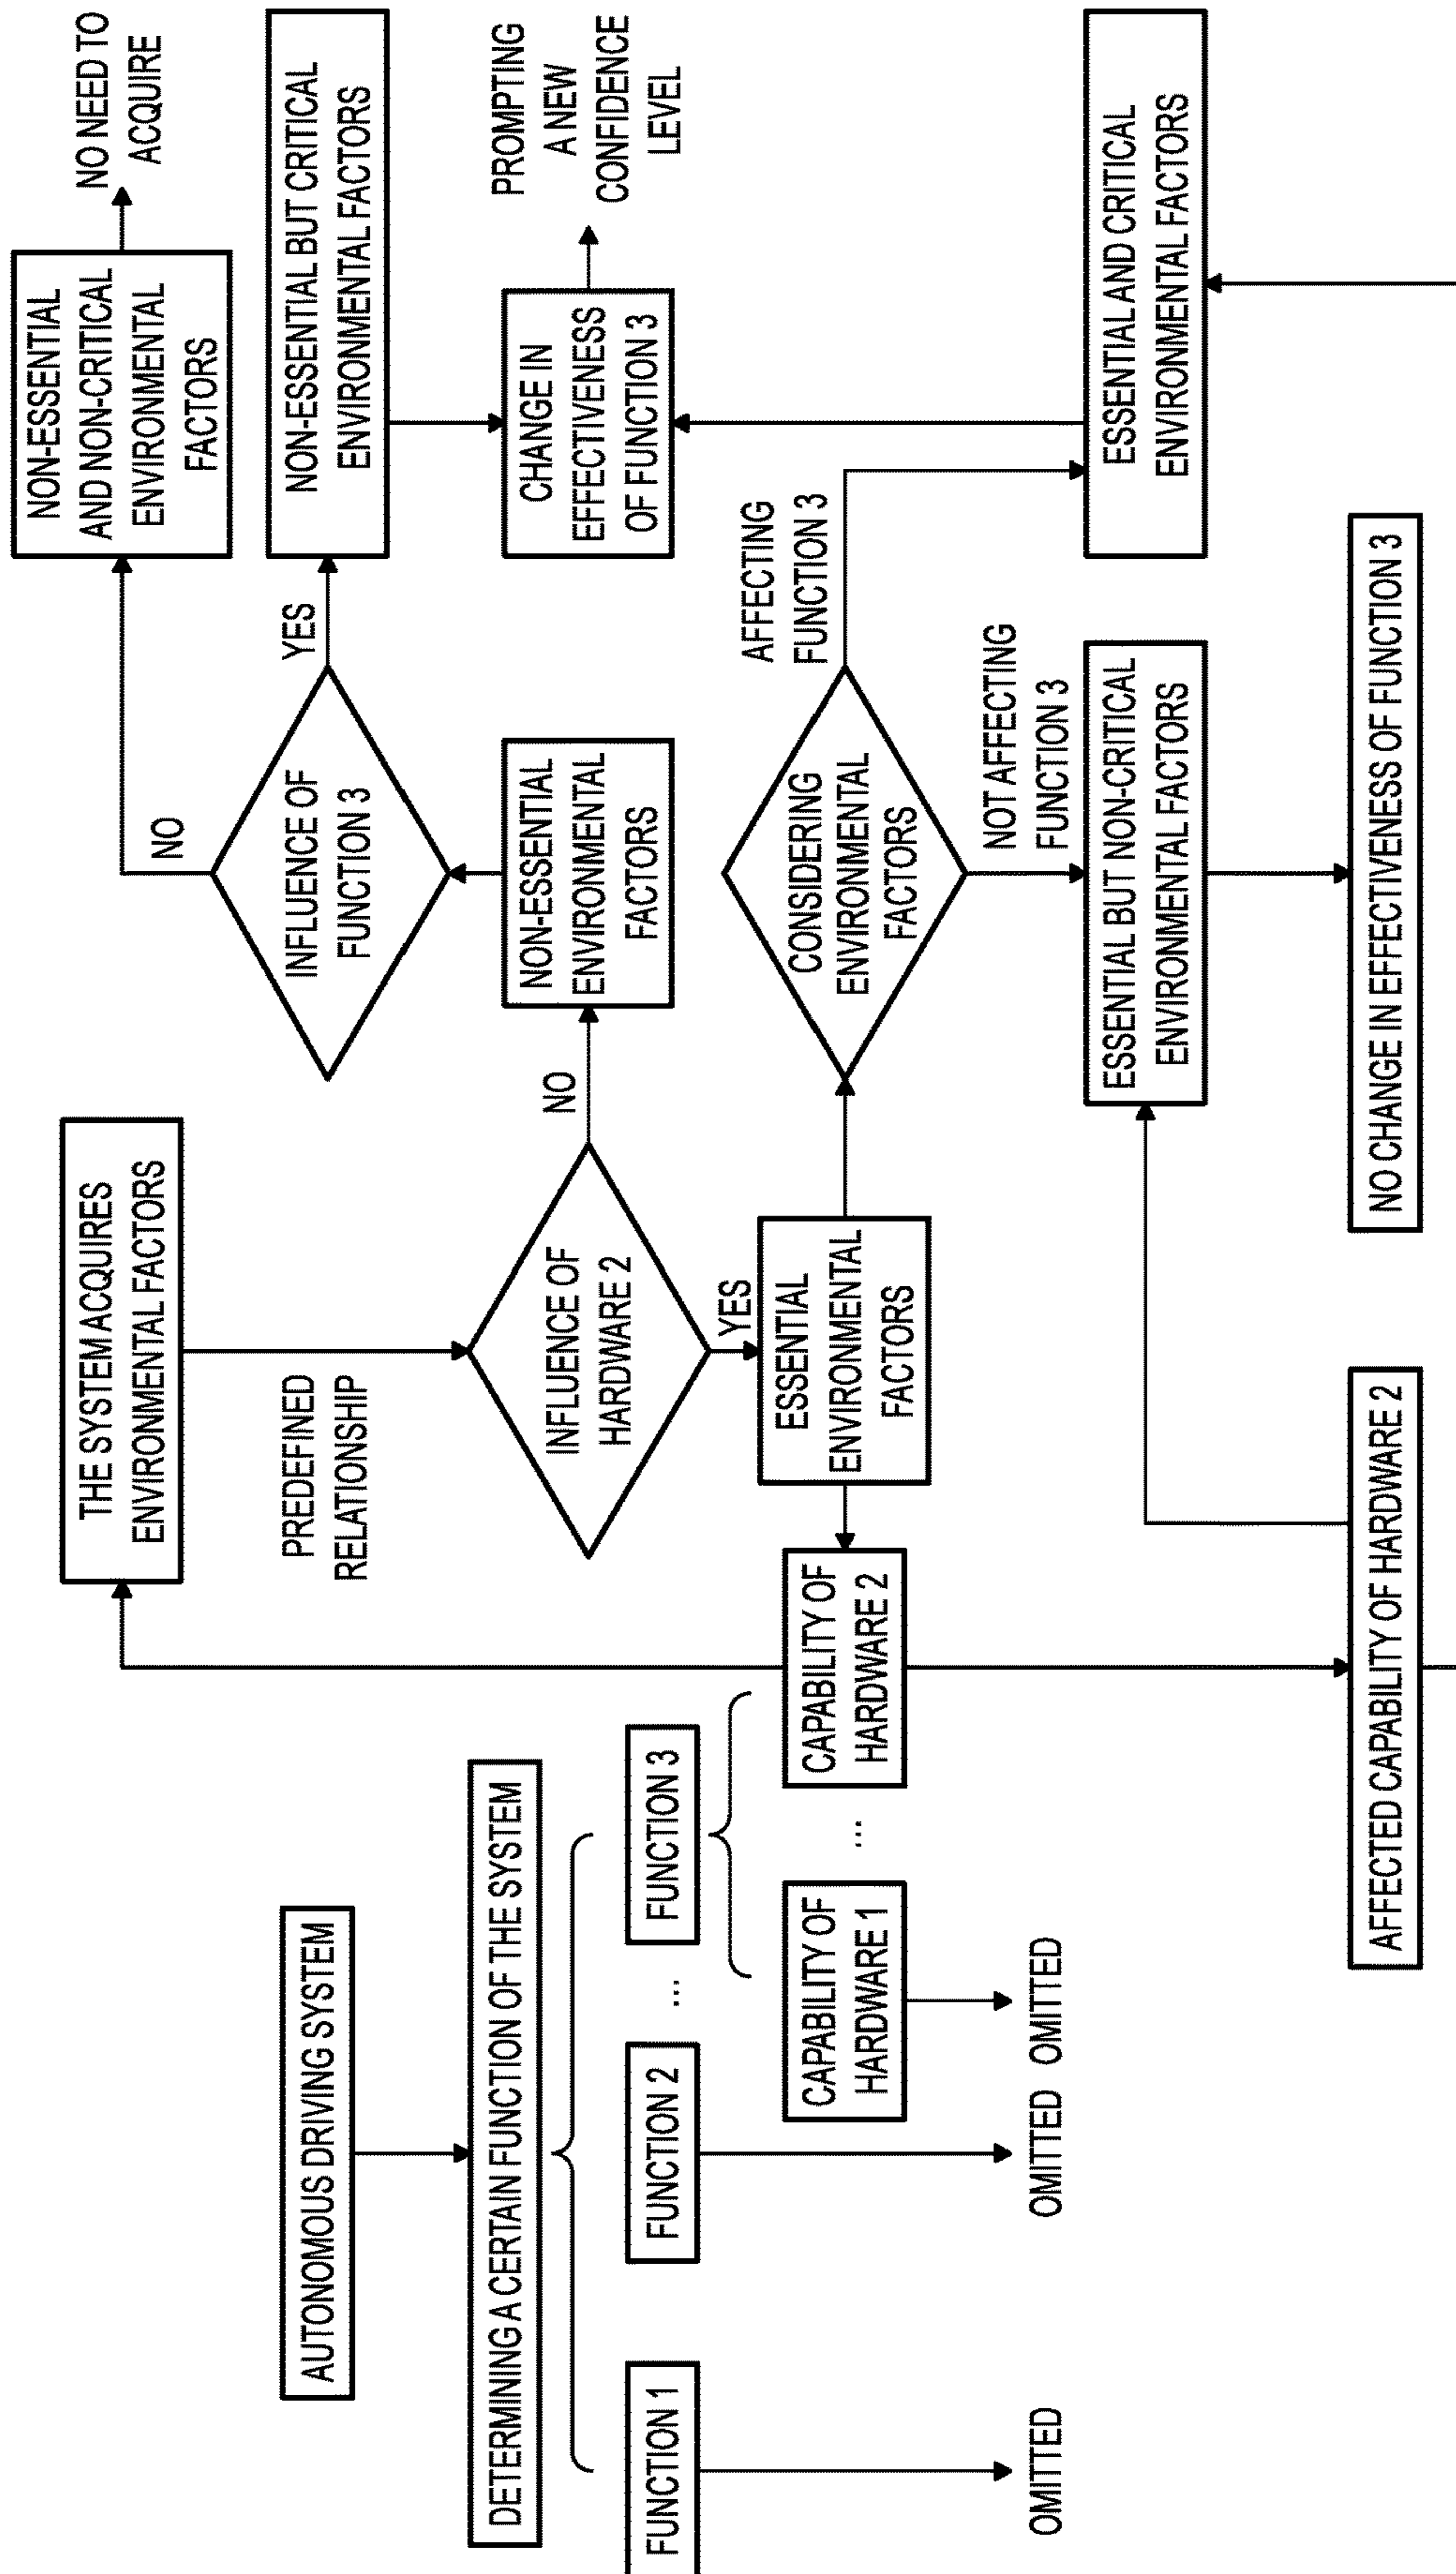 AUTONOMOUS DRIVING SYSTEM
DETERMINING A CERTAIN FUNCTION OF THE SYSTEM
FUNCTION 1
FUNCTION 2
...
FUNCTION 3
OMITTED
OMITTED
CAPABILITY OF
HARDWARE 1
...
CAPABILITY OF
HARDWARE 2
OMITTED
AFFECTED CAPABILITY OF HARDWARE 2
THE SYSTEM ACQUIRES
ENVIRONMENTAL FACTORS
PREDEFINED
RELATIONSHIP
INFLUENCE OF
HARDWARE 2
NO
YES
ESSENTIAL
ENVIRONMENTAL
FACTORS
NON-ESSENTIAL
ENVIRONMENTAL
FACTORS
INFLUENCE OF
FUNCTION 3
NO
YES
NON-ESSENTIAL
AND NON-CRITICAL
ENVIRONMENTAL
FACTORS
NO NEED TO
ACQUIRE
NON-ESSENTIAL BUT CRITICAL
ENVIRONMENTAL FACTORS
CHANGE IN
EFFECTIVENESS
OF FUNCTION 3
PROMPTING
A NEW
CONFIDENCE
LEVEL
CONSIDERING
ENVIRONMENTAL
FACTORS
AFFECTING
FUNCTION 3
NOT AFFECTING
FUNCTION 3
ESSENTIAL BUT NON-CRITICAL
ENVIRONMENTAL FACTORS
ESSENTIAL AND CRITICAL
ENVIRONMENTAL FACTORS
NO CHANGE IN EFFECTIVENESS OF FUNCTION 3